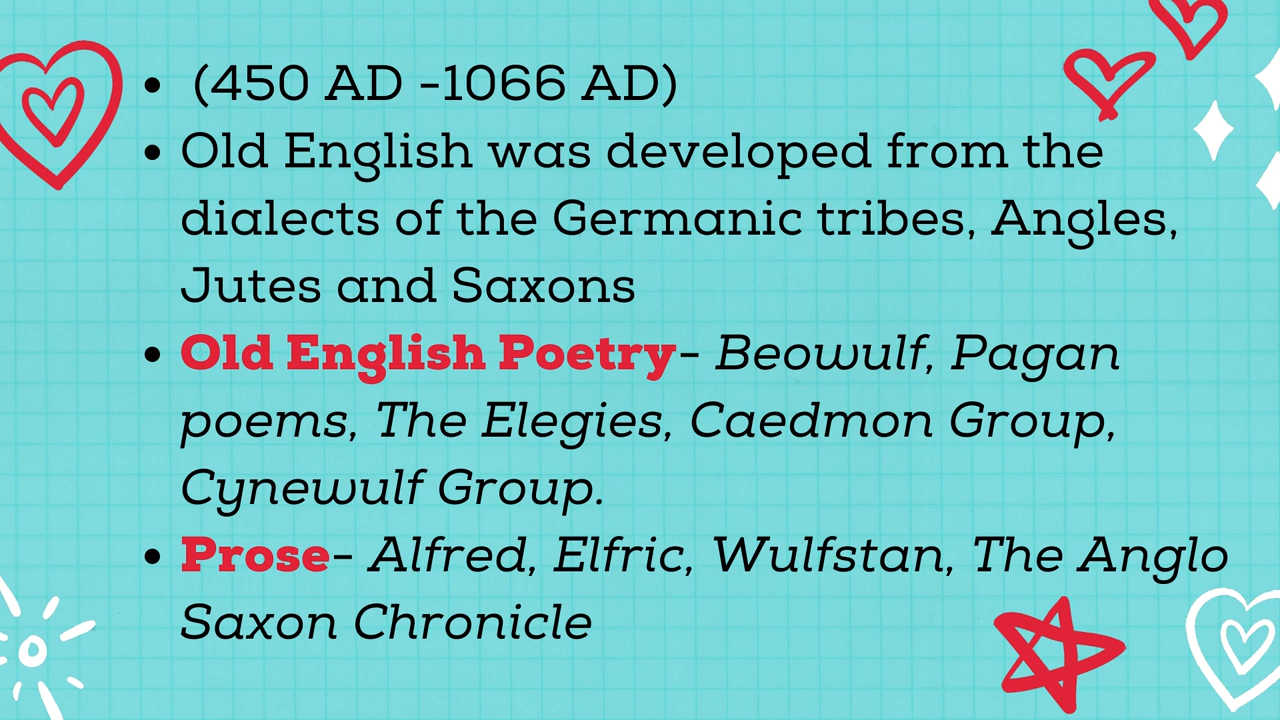 • (450 AD -1066 AD)
• Old English was developed from the
dialects of the Germanic tribes, Angles,
Jutes and Saxons
• Old English Poetry- Beowulf, Pagan
poems, The Elegies, Caedmon Group,
Cynewulf Group.
• Prose- Alfred, Elfric, Wulfstan, The Anglo
Saxon Chronicle